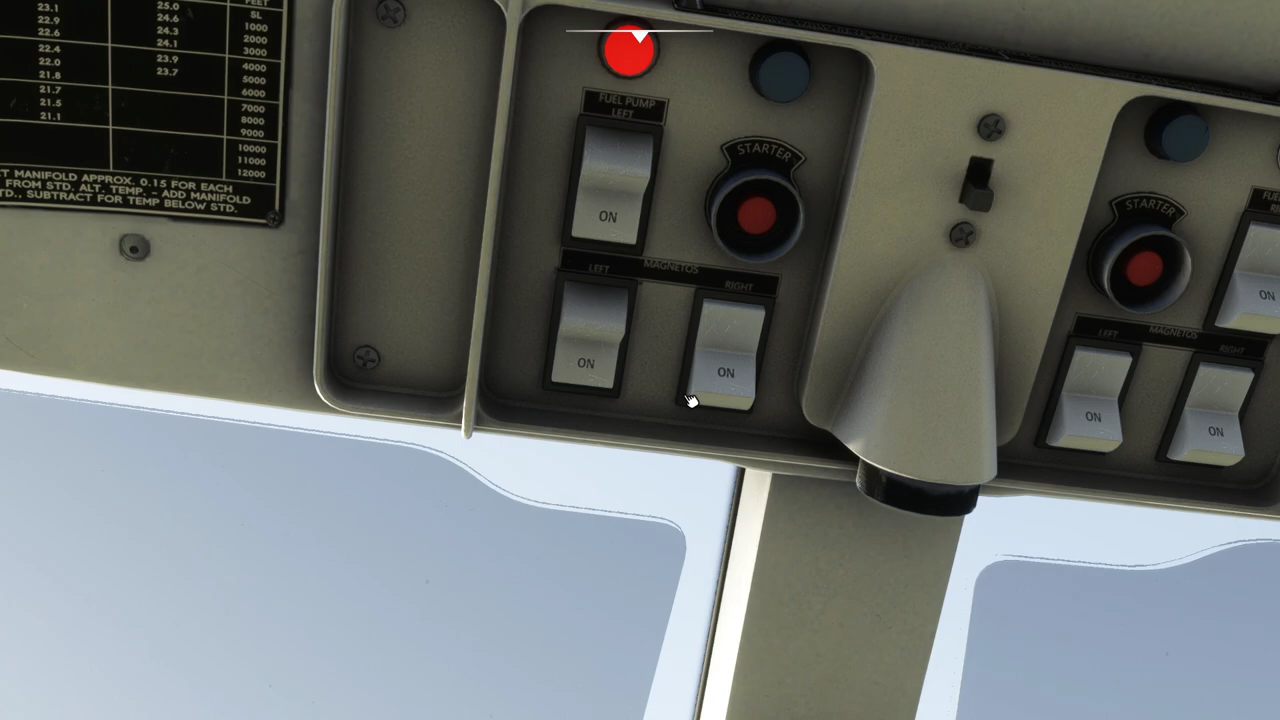 FEET
23.1 25.0 SL
22.9 24.6 1000
22.6 24.3 2000
24.1 3000
22.4 23.9 4000
22.0 23.7 5000
21.8 6000
21.7 7000
21.5 8000
21.1 9000
10000
11000
12000
CT MANIFOLD APPROX. 0.15 FOR EACH
FROM STD. ALT. TEMP. – ADD MANIFOLD
TD., SUBTRACT FOR TEMP BELOW STD.
FUEL PUMP
LEFT
ON
STARTER
LEFT MAGNETOS RIGHT
ON
ON
STARTER
ON
LEFT MAGNETOS RIGHT
ON
ON